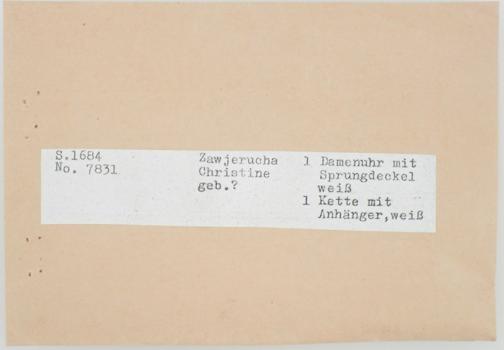 S.1684
No. 7831
Zawjerucha
Christine
geb.?
1 Damenuhr mit
Sprungdeckel
weiß
1 Kette mit
Anhänger,weiß